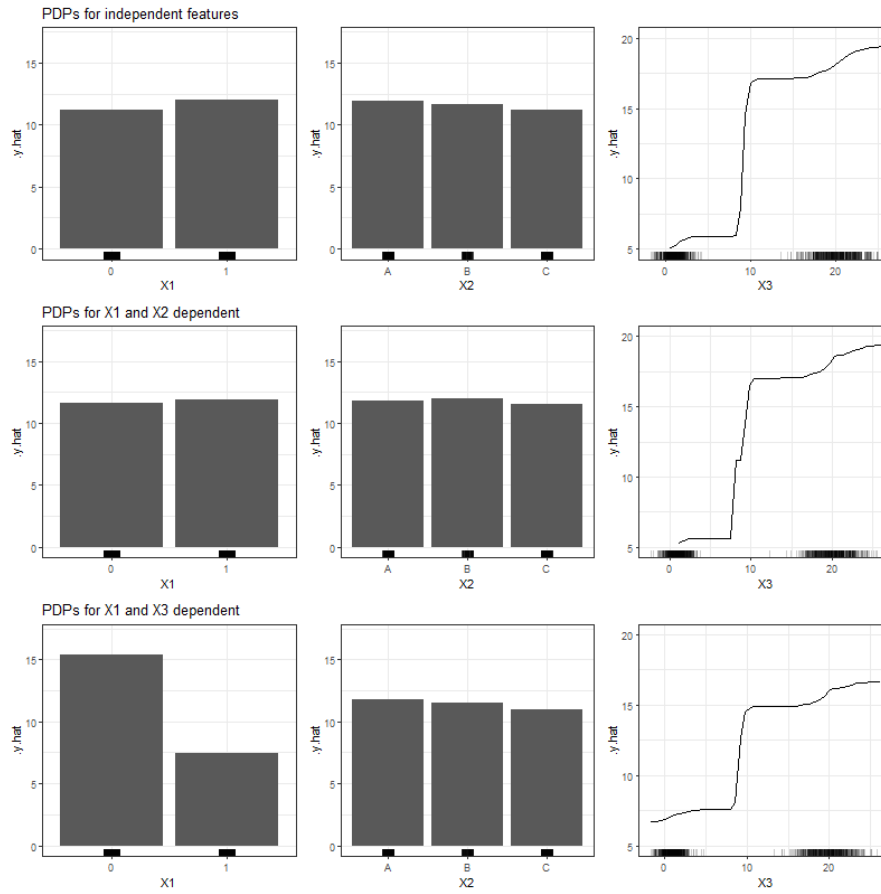 PDPs for independent features
.y.hat
15
10
5
0
0 1
X1
.y.hat
15
10
5
0
A B C
X2
.y.hat
20
15
10
5
0 10 20
X3
PDPs for X1 and X2 dependent
.y.hat
15
10
5
0
0 1
X1
.y.hat
15
10
5
0
A B C
X2
.y.hat
20
15
10
5
0 10 20
X3
PDPs for X1 and X3 dependent
.y.hat
15
10
5
0
0 1
X1
.y.hat
15
10
5
0
A B C
X2
.y.hat
20
15
10
5
0 10 20
X3